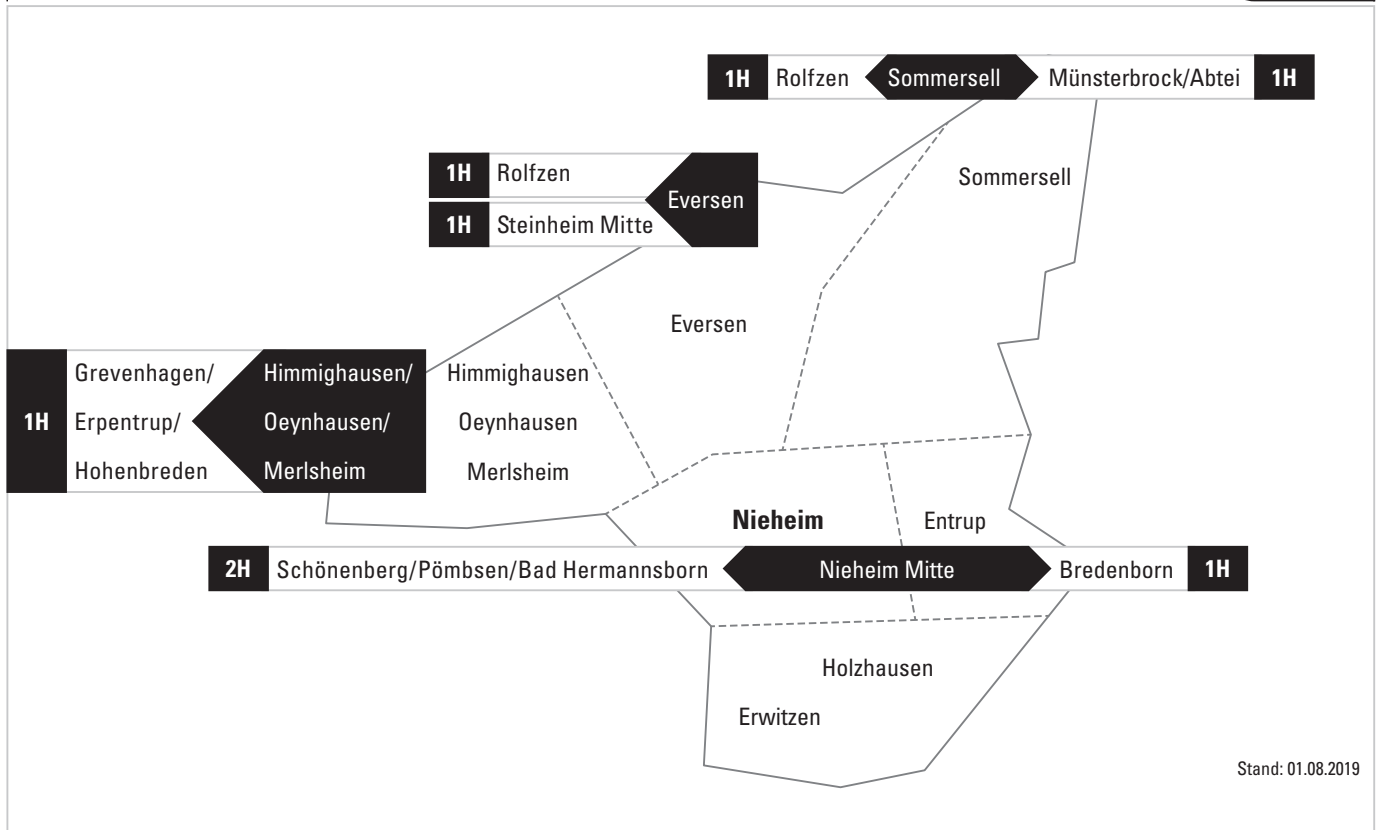 1H Rolfzen Sommersell Münsterbrock/Abtei 1H
1H Rolfzen
Eversen
1H Steinheim Mitte
Sommersell
Eversen
1H
Grevenhagen/
Erpentrup/
Hohenbreden
Himmighausen/
Oeynhausen/
Merlsheim
Himmighausen
Oeynhausen
Merlsheim
Nieheim
Entrup
2H Schönenberg/Pömbsen/Bad Hermannsborn Nieheim Mitte Bredenborn 1H
Holzhausen
Erwitzen
Stand: 01.08.2019